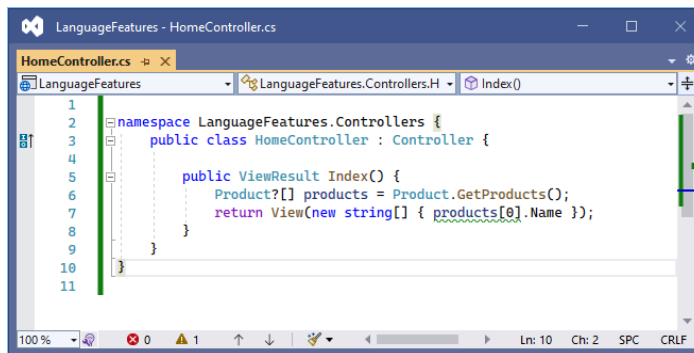 LanguageFeatures - HomeController.cs
HomeController.cs
LanguageFeatures LanguageFeatures.Controllers.H Index()
1
2 namespace LanguageFeatures.Controllers {
3 public class HomeController : Controller {
4
5 public ViewResult Index() {
6 Product?[] products = Product.GetProducts();
7 return View(new string[] { products[0].Name });
8 }
9 }
10 }
11
100 % 0 1 Ln: 10 Ch: 2 SPC CRLF